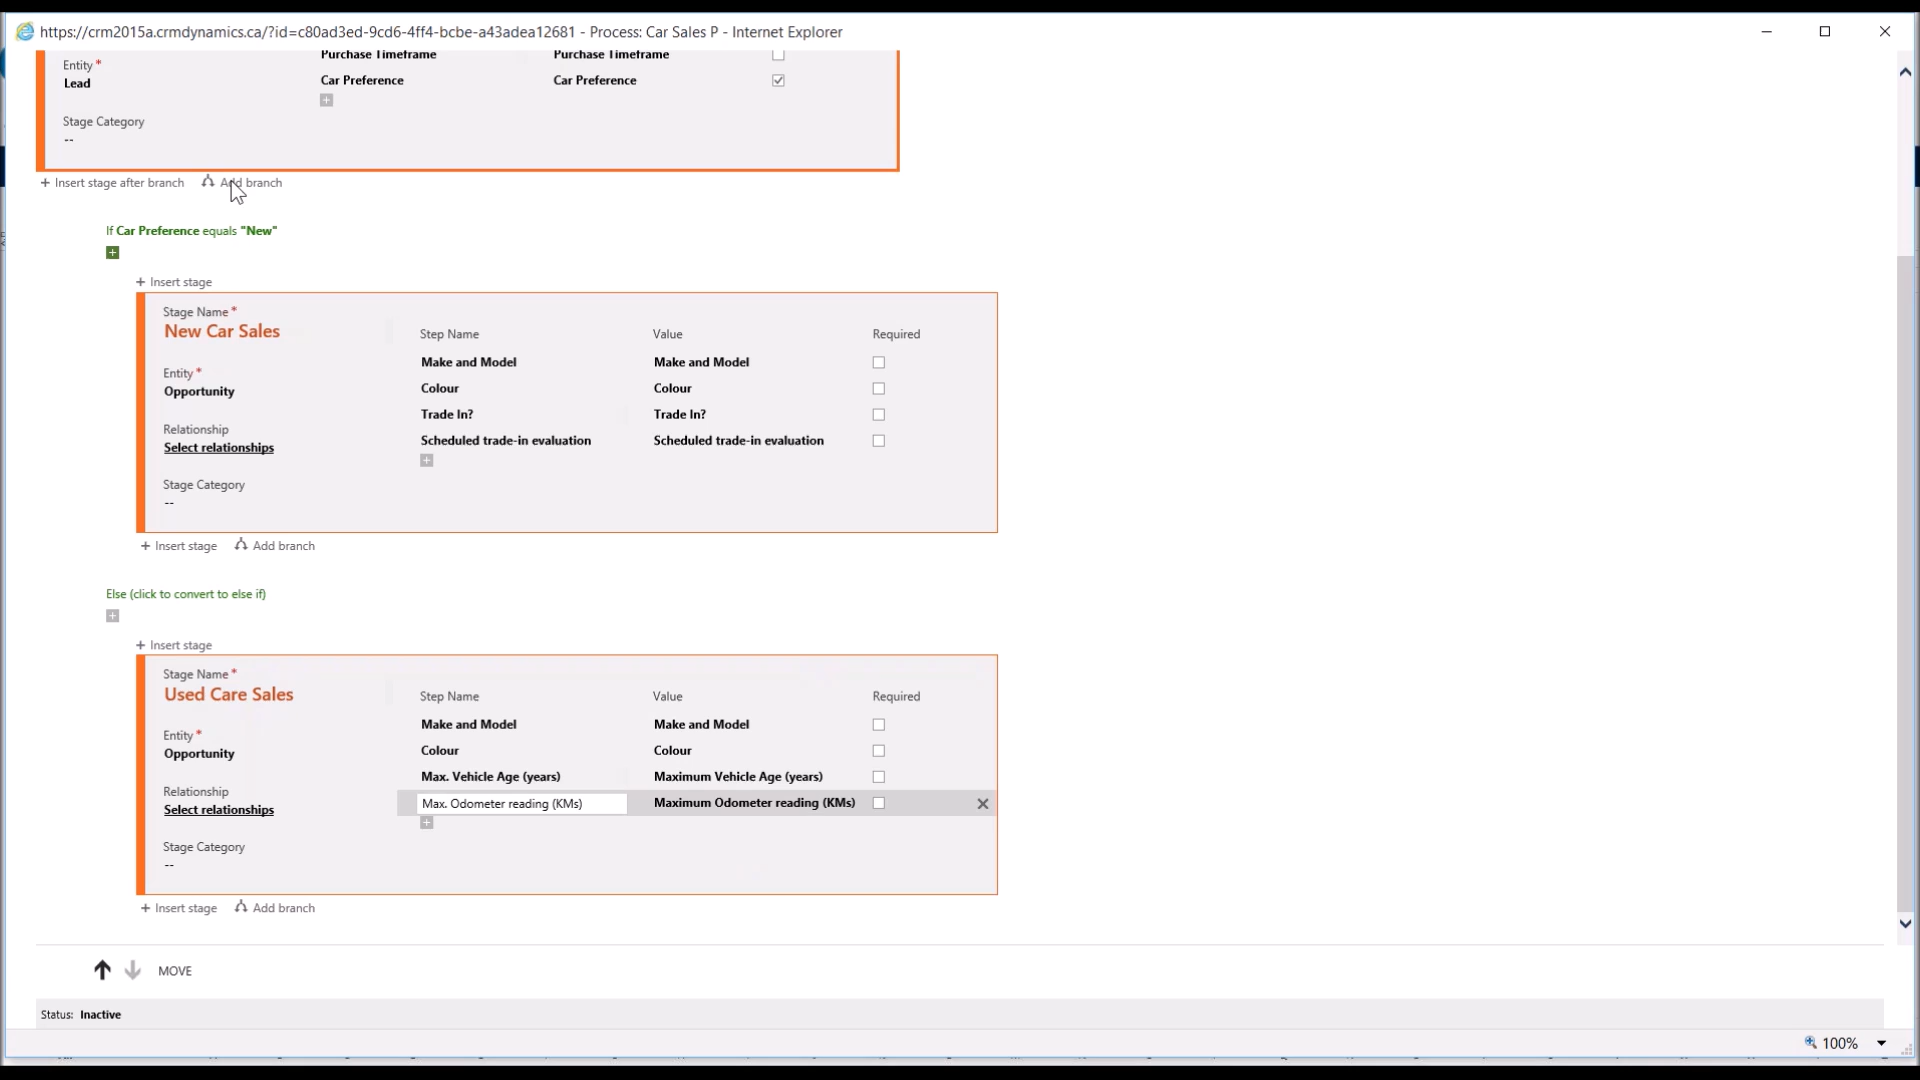 https://crm2015a.crmdynamics.ca/?id=c80ad3ed-9cd6-4ff4-bcbe-a43adea12681 - Process: Car Sales P - Internet Explorer
Purchase Timeframe Purchase Timeframe
Entity *
Lead
Car Preference Car Preference
Stage Category
--
+ Insert stage after branch Add branch
If Car Preference equals "New"
+ Insert stage
Stage Name *
New Car Sales
Step Name Value Required
Make and Model Make and Model
Entity *
Opportunity
Colour Colour
Trade In? Trade In?
Relationship
Select relationships
Scheduled trade-in evaluation Scheduled trade-in evaluation
Stage Category
--
+ Insert stage Add branch
Else (click to convert to else if)
+ Insert stage
Stage Name *
Used Care Sales
Step Name Value Required
Make and Model Make and Model
Entity *
Opportunity
Colour Colour
Max. Vehicle Age (years) Maximum Vehicle Age (years)
Relationship
Select relationships
Max. Odometer reading (KMs) Maximum Odometer reading (KMs)
Stage Category
--
+ Insert stage Add branch
MOVE
Status: Inactive
100%